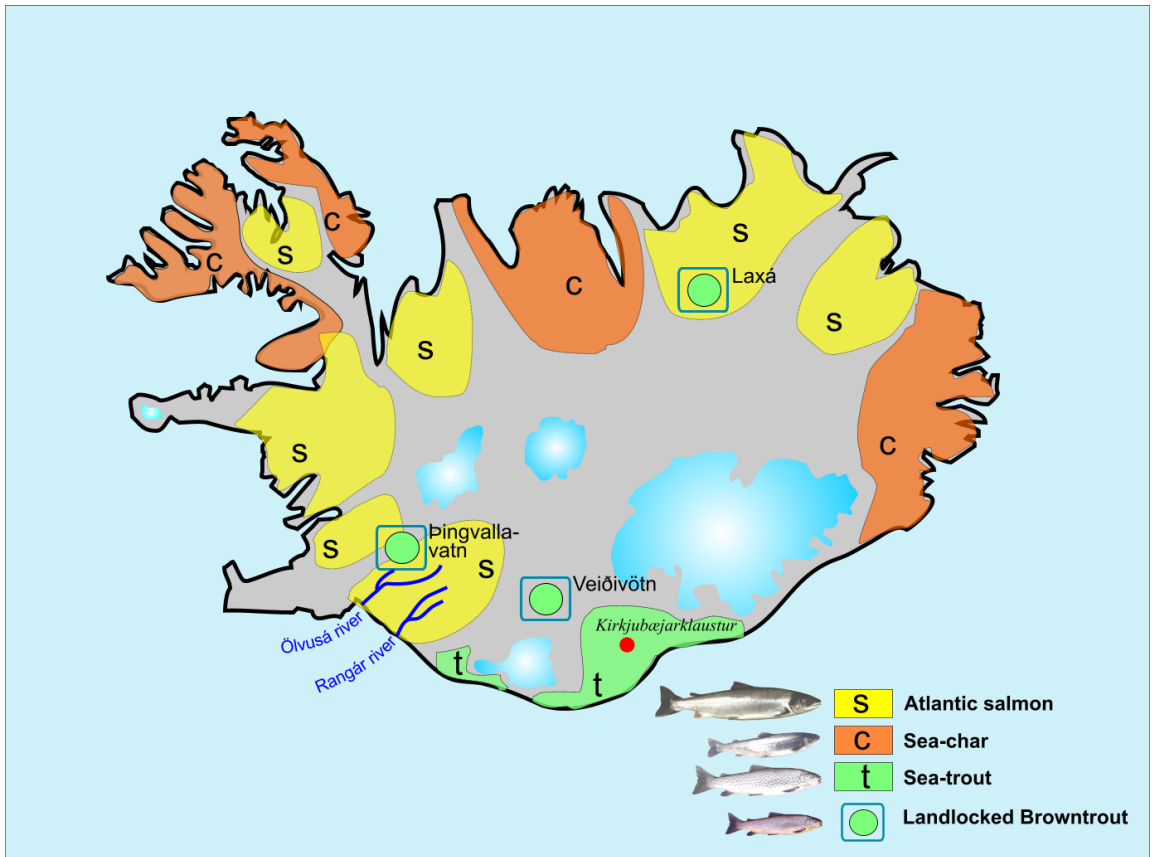 C
S
C
S
C
S
Laxá
S
S
C
S
S
Þingvalla-
vatn
S
Veiðivötn
Kirkjubæjarklaustur
Ölvusá river
Rangár river
t
t
S Atlantic salmon
C Sea-char
t Sea-trout
Landlocked Browntrout